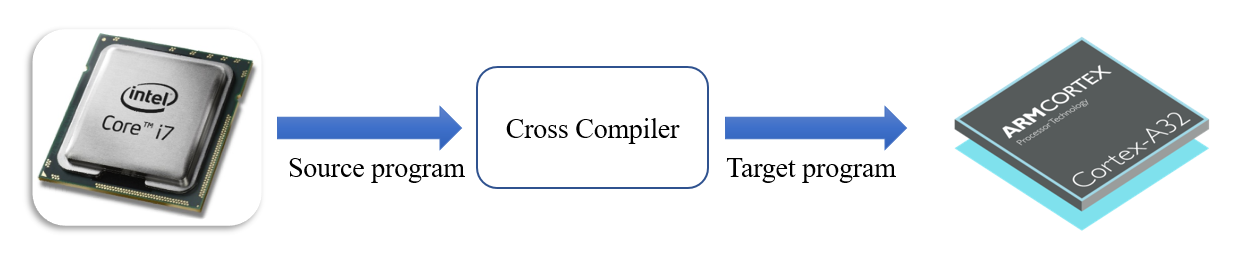 intel
Core™ i7
Source program
Cross Compiler
Target program
ARMCORTEX
Processor Technology
Cortex-A32